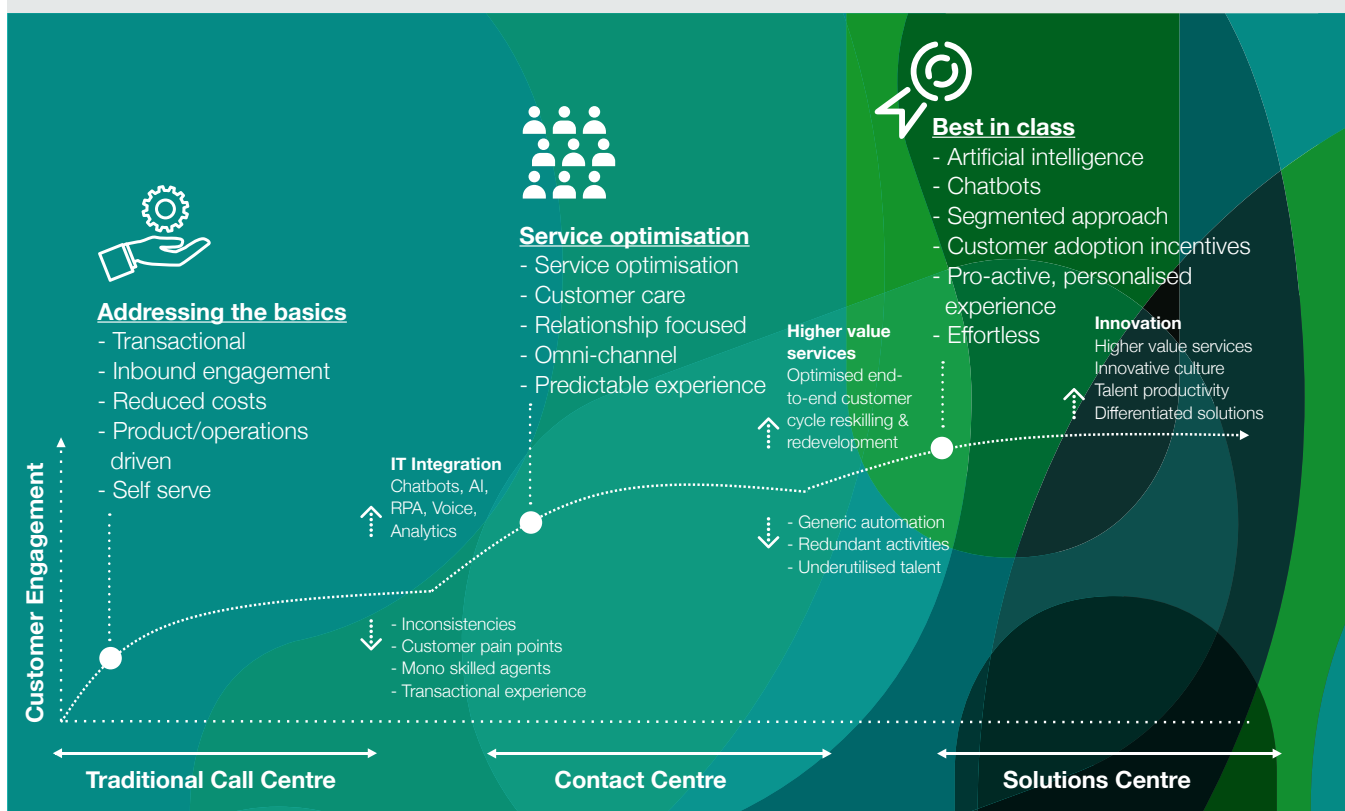 Best in class
- Artificial intelligence
- Chatbots
- Segmented approach
- Customer adoption incentives
- Pro-active, personalised
experience
- Effortless
Service optimisation
- Service optimisation
- Customer care
- Relationship focused
- Omni-channel
- Predictable experience
Addressing the basics
- Transactional
- Inbound engagement
- Reduced costs
- Product/operations
driven
- Self serve
Innovation
Higher value services
Innovative culture
Talent productivity
Differentiated solutions
Higher value
services
Optimised end-
to-end customer
cycle reskilling &
redevelopment
IT Integration
Chatbots, AI,
RPA, Voice,
Analytics
- Generic automation
- Redundant activities
- Underutilised talent
- Inconsistencies
- Customer pain points
- Mono skilled agents
- Transactional experience
Customer Engagement
Traditional Call Centre
Contact Centre
Solutions Centre